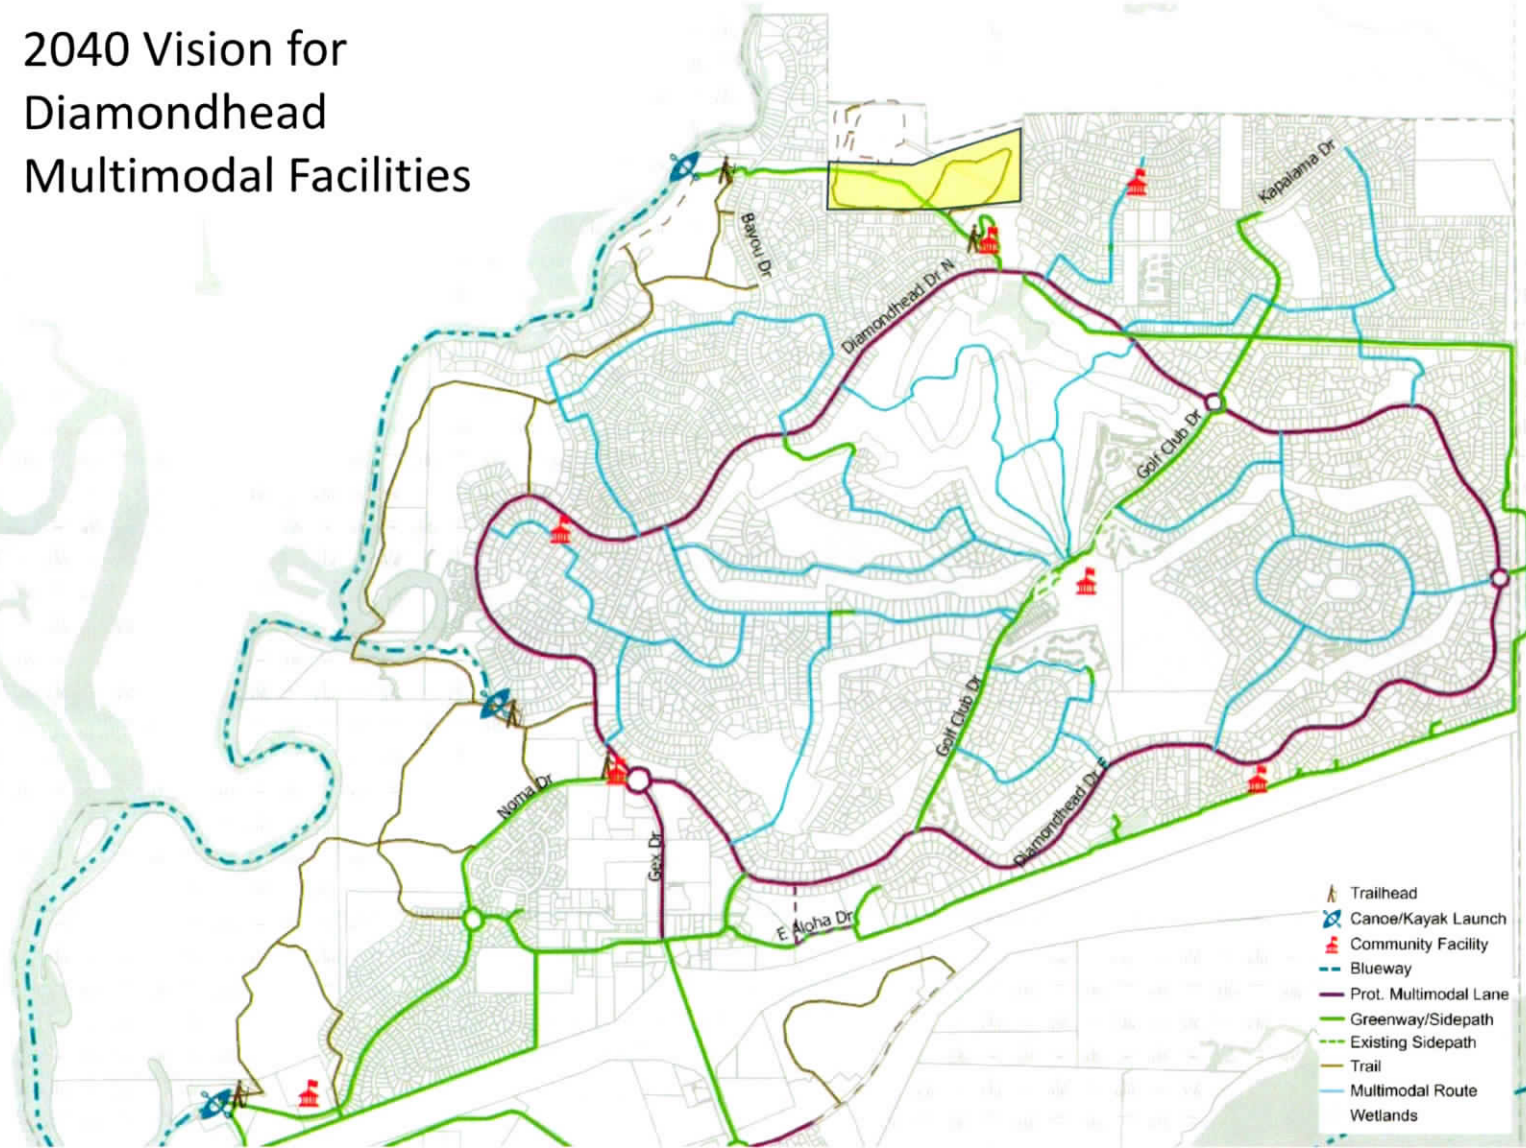 2040 Vision for
Diamondhead
Multimodal Facilities
Kapalama Dr
Bayou Dr
Diamondhead Dr N
Golf Club Dr
Golf Club Dr
Noma Dr
Diamondhead Dr E
Gex Dr
E Aloha Dr
Trailhead
Canoe/Kayak Launch
Community Facility
Blueway
Prot. Multimodal Lane
Greenway/Sidepath
Existing Sidepath
Trail
Multimodal Route
Wetlands